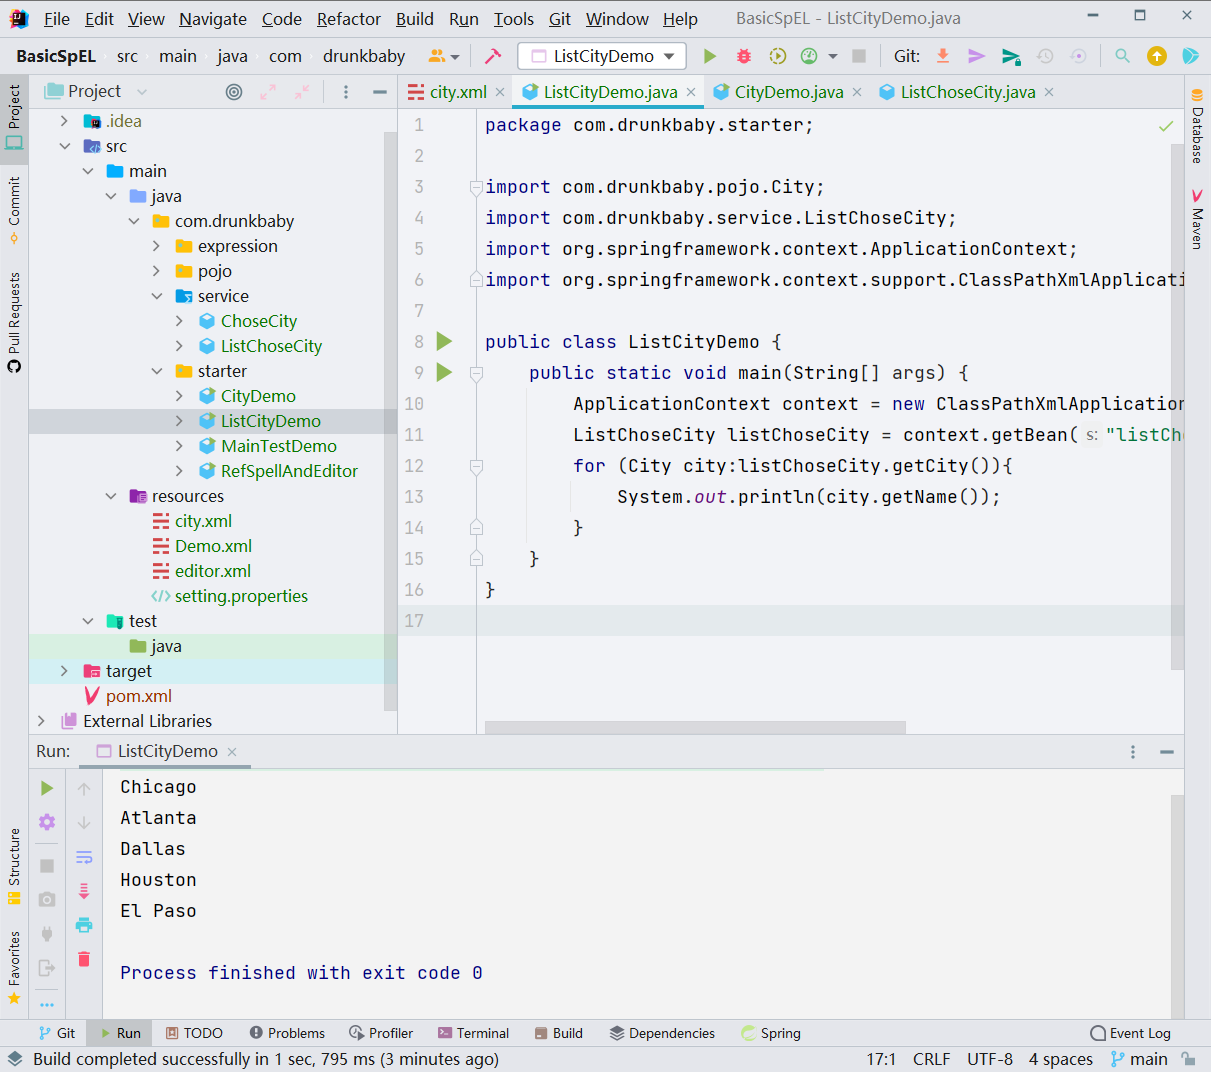 File Edit View Navigate Code Refactor Build Run Tools Git Window Help BasicSpEL - ListCityDemo.java
BasicSpEL src main java com drunkbaby ListCityDemo Git:
Project
city.xml ListCityDemo.java CityDemo.java ListChoseCity.java
Project
Commit
Pull Requests
Structure
Favorites
.idea
src
main
java
com.drunkbaby
expression
pojo
service
ChoseCity
ListChoseCity
starter
CityDemo
ListCityDemo
MainTestDemo
RefSpellAndEditor
resources
city.xml
Demo.xml
editor.xml
setting.properties
test
java
target
pom.xml
External Libraries
1 package com.drunkbaby.starter;
2
3 import com.drunkbaby.pojo.City;
4 import com.drunkbaby.service.ListChoseCity;
5 import org.springframework.context.ApplicationContext;
6 import org.springframework.context.support.ClassPathXmlApplicati
7
8 public class ListCityDemo {
9 public static void main(String[] args) {
10 ApplicationContext context = new ClassPathXmlApplication
11 ListChoseCity listChoseCity = context.getBean( s: "listCh
12 for (City city:listChoseCity.getCity()){
13 System.out.println(city.getName());
14 }
15 }
16 }
17
Database
Maven
Run: ListCityDemo
Chicago
Atlanta
Dallas
Houston
El Paso
Process finished with exit code 0
Git Run TODO Problems Profiler Terminal Build Dependencies Spring Event Log
Build completed successfully in 1 sec, 795 ms (3 minutes ago) 17:1 CRLF UTF-8 4 spaces main